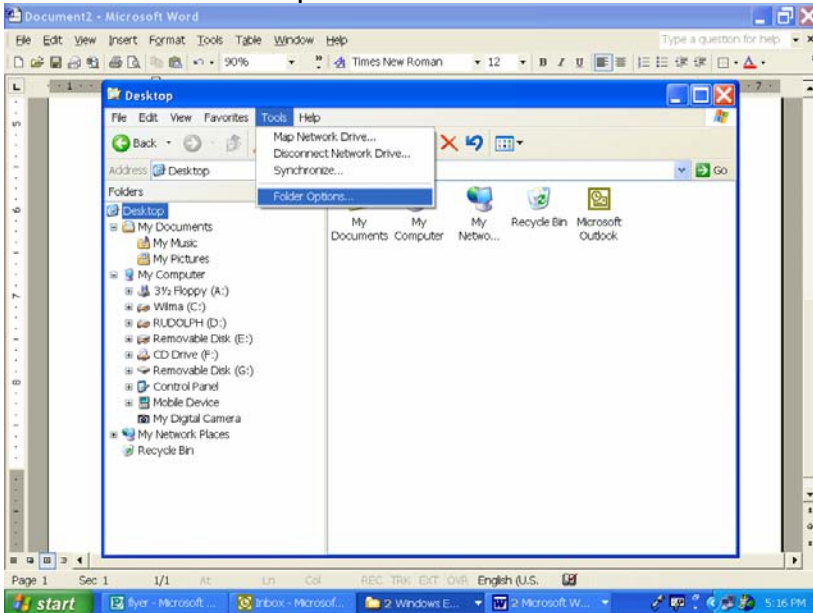 Document2 - Microsoft Word
File Edit View Insert Format Tools Table Window Help Type a question for help
90% Times New Roman 12 B I U
1 7
Desktop
File Edit View Favorites Tools Help
Back
Map Network Drive...
Disconnect Network Drive...
Synchronize...
Folder Options...
Address Desktop Go
Folders
Desktop
My Documents
My Music
My Pictures
My Computer
3½ Floppy (A:)
Wilma (C:)
RUDOLPH (D:)
Removable Disk (E:)
CD Drive (F:)
Removable Disk (G:)
Control Panel
Mobile Device
My Digital Camera
My Network Places
Recycle Bin
My Documents
My Computer
My Netwo...
Recycle Bin
Microsoft Outlook
Page 1 Sec 1 1/1 At Ln Col REC TRK EXT OVR English (U.S.
start flyer - Microsoft ... Inbox - Microsof... 2 Windows E... 2 Microsoft W... 5:16 PM